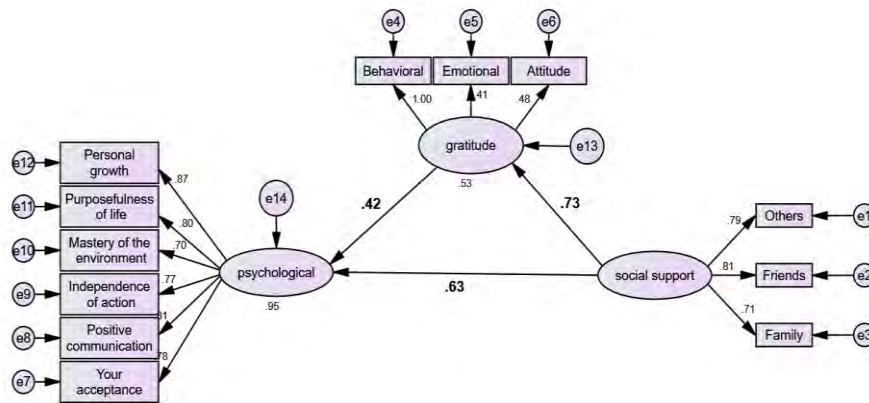 e4
e5
e6
Behavioral
Emotional
Attitude
1.00
.41
.48
gratitude
e13
.53
e12
Personal
growth
.87
e11
Purposefulness
of life
.80
e10
Mastery of the
environment
.70
e9
Independence
of action
.77
e8
Positive
communication
.81
e7
Your
acceptance
.78
e14
psychological
.95
.42
.73
.63
social support
.79
Others
e1
.81
Friends
e2
.71
Family
e3